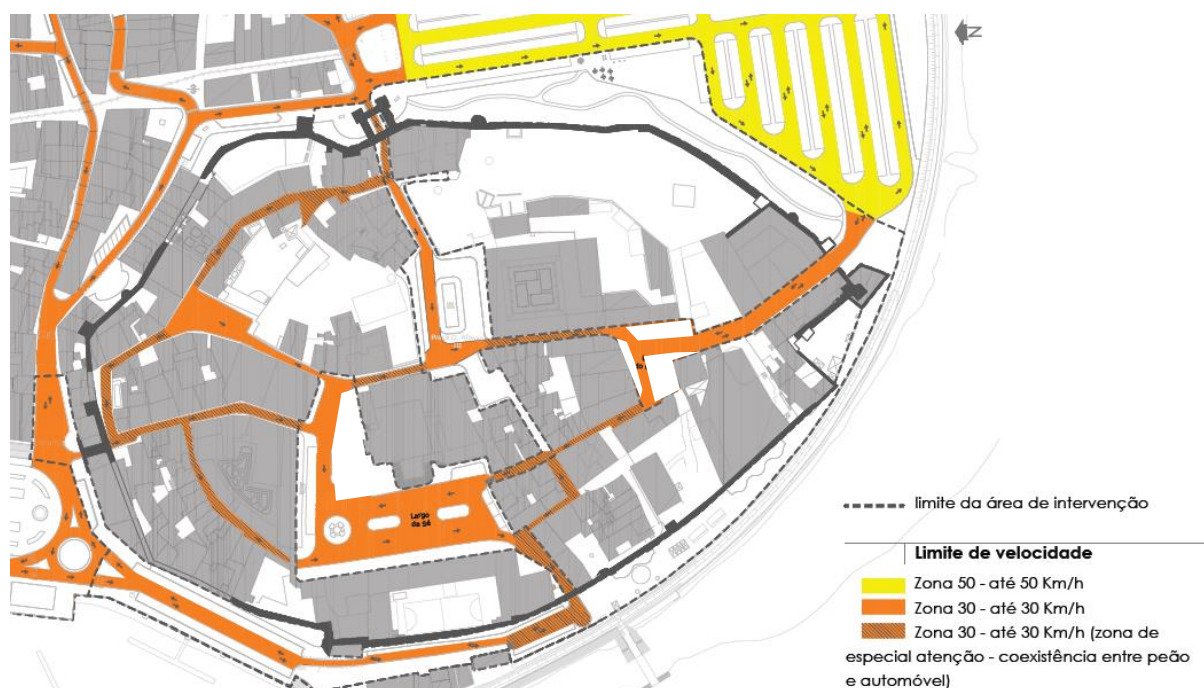 N
to
Largo
da Sé
limite da área de intervenção
Limite de velocidade
Zona 50 - até 50 Km/h
Zona 30 - até 30 Km/h
Zona 30 - até 30 Km/h (zona de
especial atenção - coexistência entre peão
e automóvel)